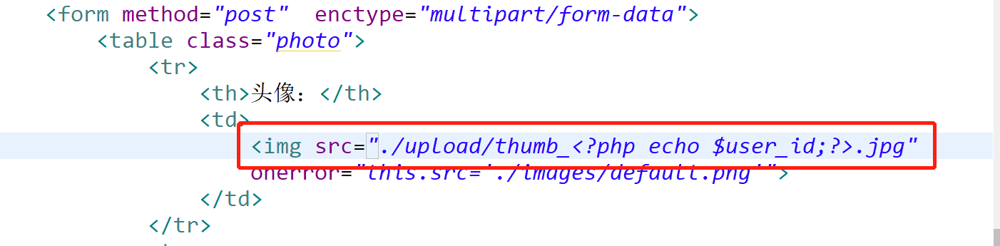 <form method="post"  enctype="multipart/form-data">
<table class="photo">
<tr>
<th>头像：</th>
<td>
<img src="./upload/thumb_<?php echo $user_id;?>.jpg"
onerror="this.src='./images/default.png'">
</td>
</tr>